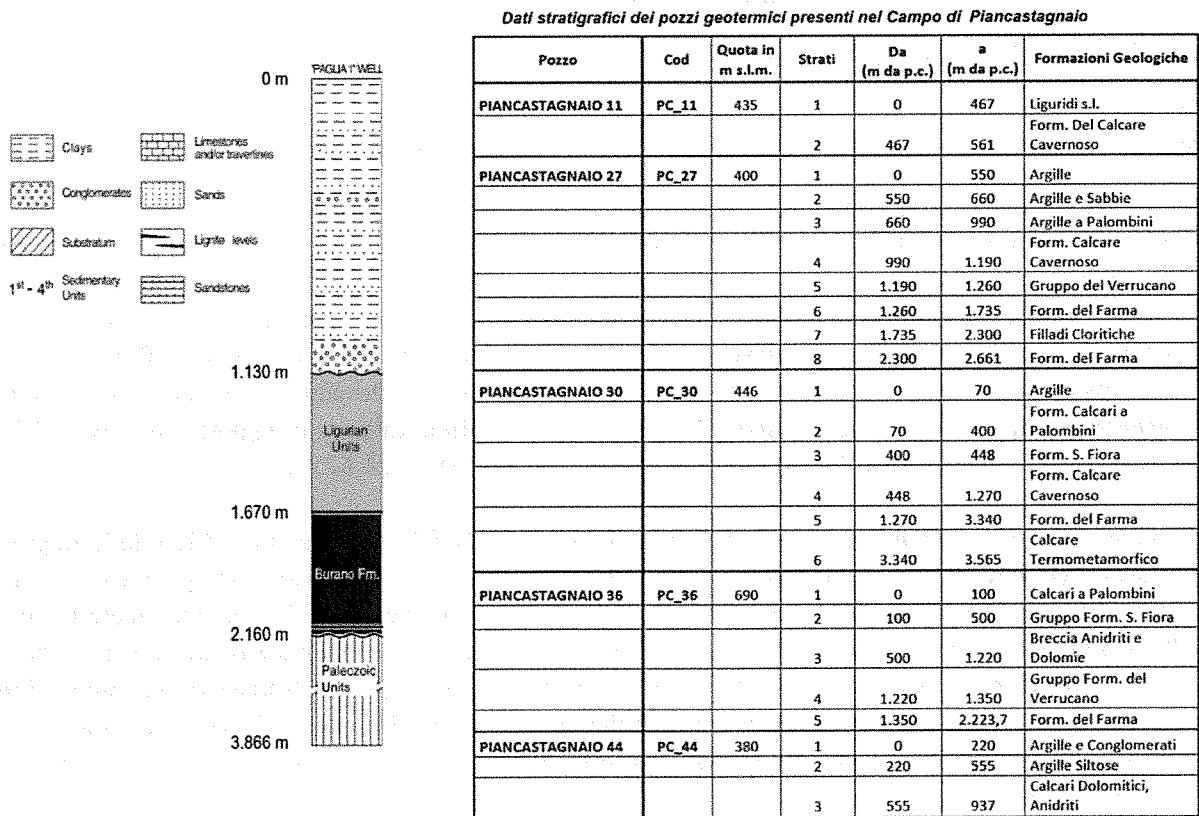 Dati stratigrafici dei pozzi geotermici presenti nel Campo di Piancastagnaio
"PAGLIA 1" WELL
0 m
1.130 m
1.670 m
2.160 m
3.866 m
Ligurian
Units
Burano Fm.
Paleozoic
Units
Clays
Limestones
and/or travertines
Conglomerates
Sands
Substratum
Lignite levels
1st - 4th Sedimentary
Units
Sandstones
Pozzo Cod Quota in m s.l.m. Strati Da (m da p.c.) a (m da p.c.) Formazioni Geologiche
PIANCASTAGNAIO 11 PC_11 435 1 0 467 Liguridi s.l.
2 467 561 Form. Del Calcare Cavernoso
PIANCASTAGNAIO 27 PC_27 400 1 0 550 Argille
2 550 660 Argille e Sabbie
3 660 990 Argille a Palombini
4 990 1.190 Form. Calcare Cavernoso
5 1.190 1.260 Gruppo del Verrucano
6 1.260 1.735 Form. del Farma
7 1.735 2.300 Filladi Cloritiche
8 2.300 2.661 Form. del Farma
PIANCASTAGNAIO 30 PC_30 446 1 0 70 Argille
2 70 400 Form. Calcari a Palombini
3 400 448 Form. S. Fiora
4 448 1.270 Form. Calcare Cavernoso
5 1.270 3.340 Form. del Farma
6 3.340 3.565 Calcare Termometamorfico
PIANCASTAGNAIO 36 PC_36 690 1 0 100 Calcari a Palombini
2 100 500 Gruppo Form. S. Fiora
3 500 1.220 Breccia Anidriti e Dolomie
4 1.220 1.350 Gruppo Form. del Verrucano
5 1.350 2.223,7 Form. del Farma
PIANCASTAGNAIO 44 PC_44 380 1 0 220 Argille e Conglomerati
2 220 555 Argille Siltose
3 555 937 Calcari Dolomitici, Anidriti